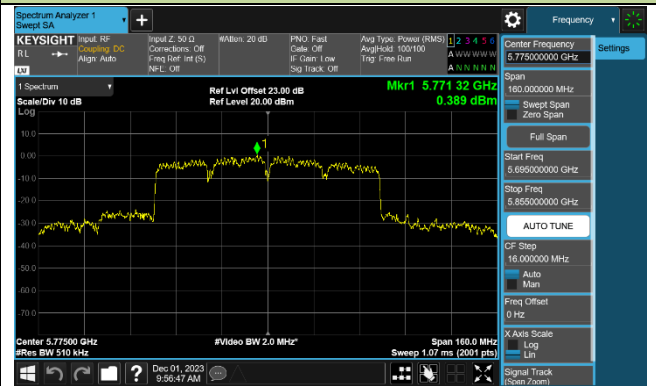 Spectrum Analyzer 1
Swept SA
Frequency
KEYSIGHT
RL
LXI
Input: RF
Coupling: DC
Align: Auto
Input Z: 50 Ω
Corrections: Off
Freq Ref: Int (S)
NFE: Off
#Atten: 20 dB
PNO: Fast
Gate: Off
IF Gain: Low
Sig Track: Off
Avg Type: Power (RMS)
Avg|Hold: 100/100
Trig: Free Run
1 2 3 4 5 6
A W W W W W
A N N N N N
1 Spectrum
Scale/Div 10 dB
Log
Ref Lvl Offset 23.00 dB
Ref Level 20.00 dBm
Mkr1 5.771 32 GHz
0.389 dBm
1
10.0
0.00
-10.0
-20.0
-30.0
-40.0
-50.0
-60.0
-70.0
Center 5.77500 GHz
#Res BW 510 kHz
#Video BW 2.0 MHz*
Span 160.0 MHz
Sweep 1.07 ms (2001 pts)
Dec 01, 2023
9:56:47 AM
?
Center Frequency
5.775000000 GHz
Settings
Span
160.000000 MHz
Swept Span
Zero Span
Full Span
Start Freq
5.695000000 GHz
Stop Freq
5.855000000 GHz
AUTO TUNE
CF Step
16.000000 MHz
Auto
Man
Freq Offset
0 Hz
X Axis Scale
Log
Lin
Signal Track
(Span Zoom)